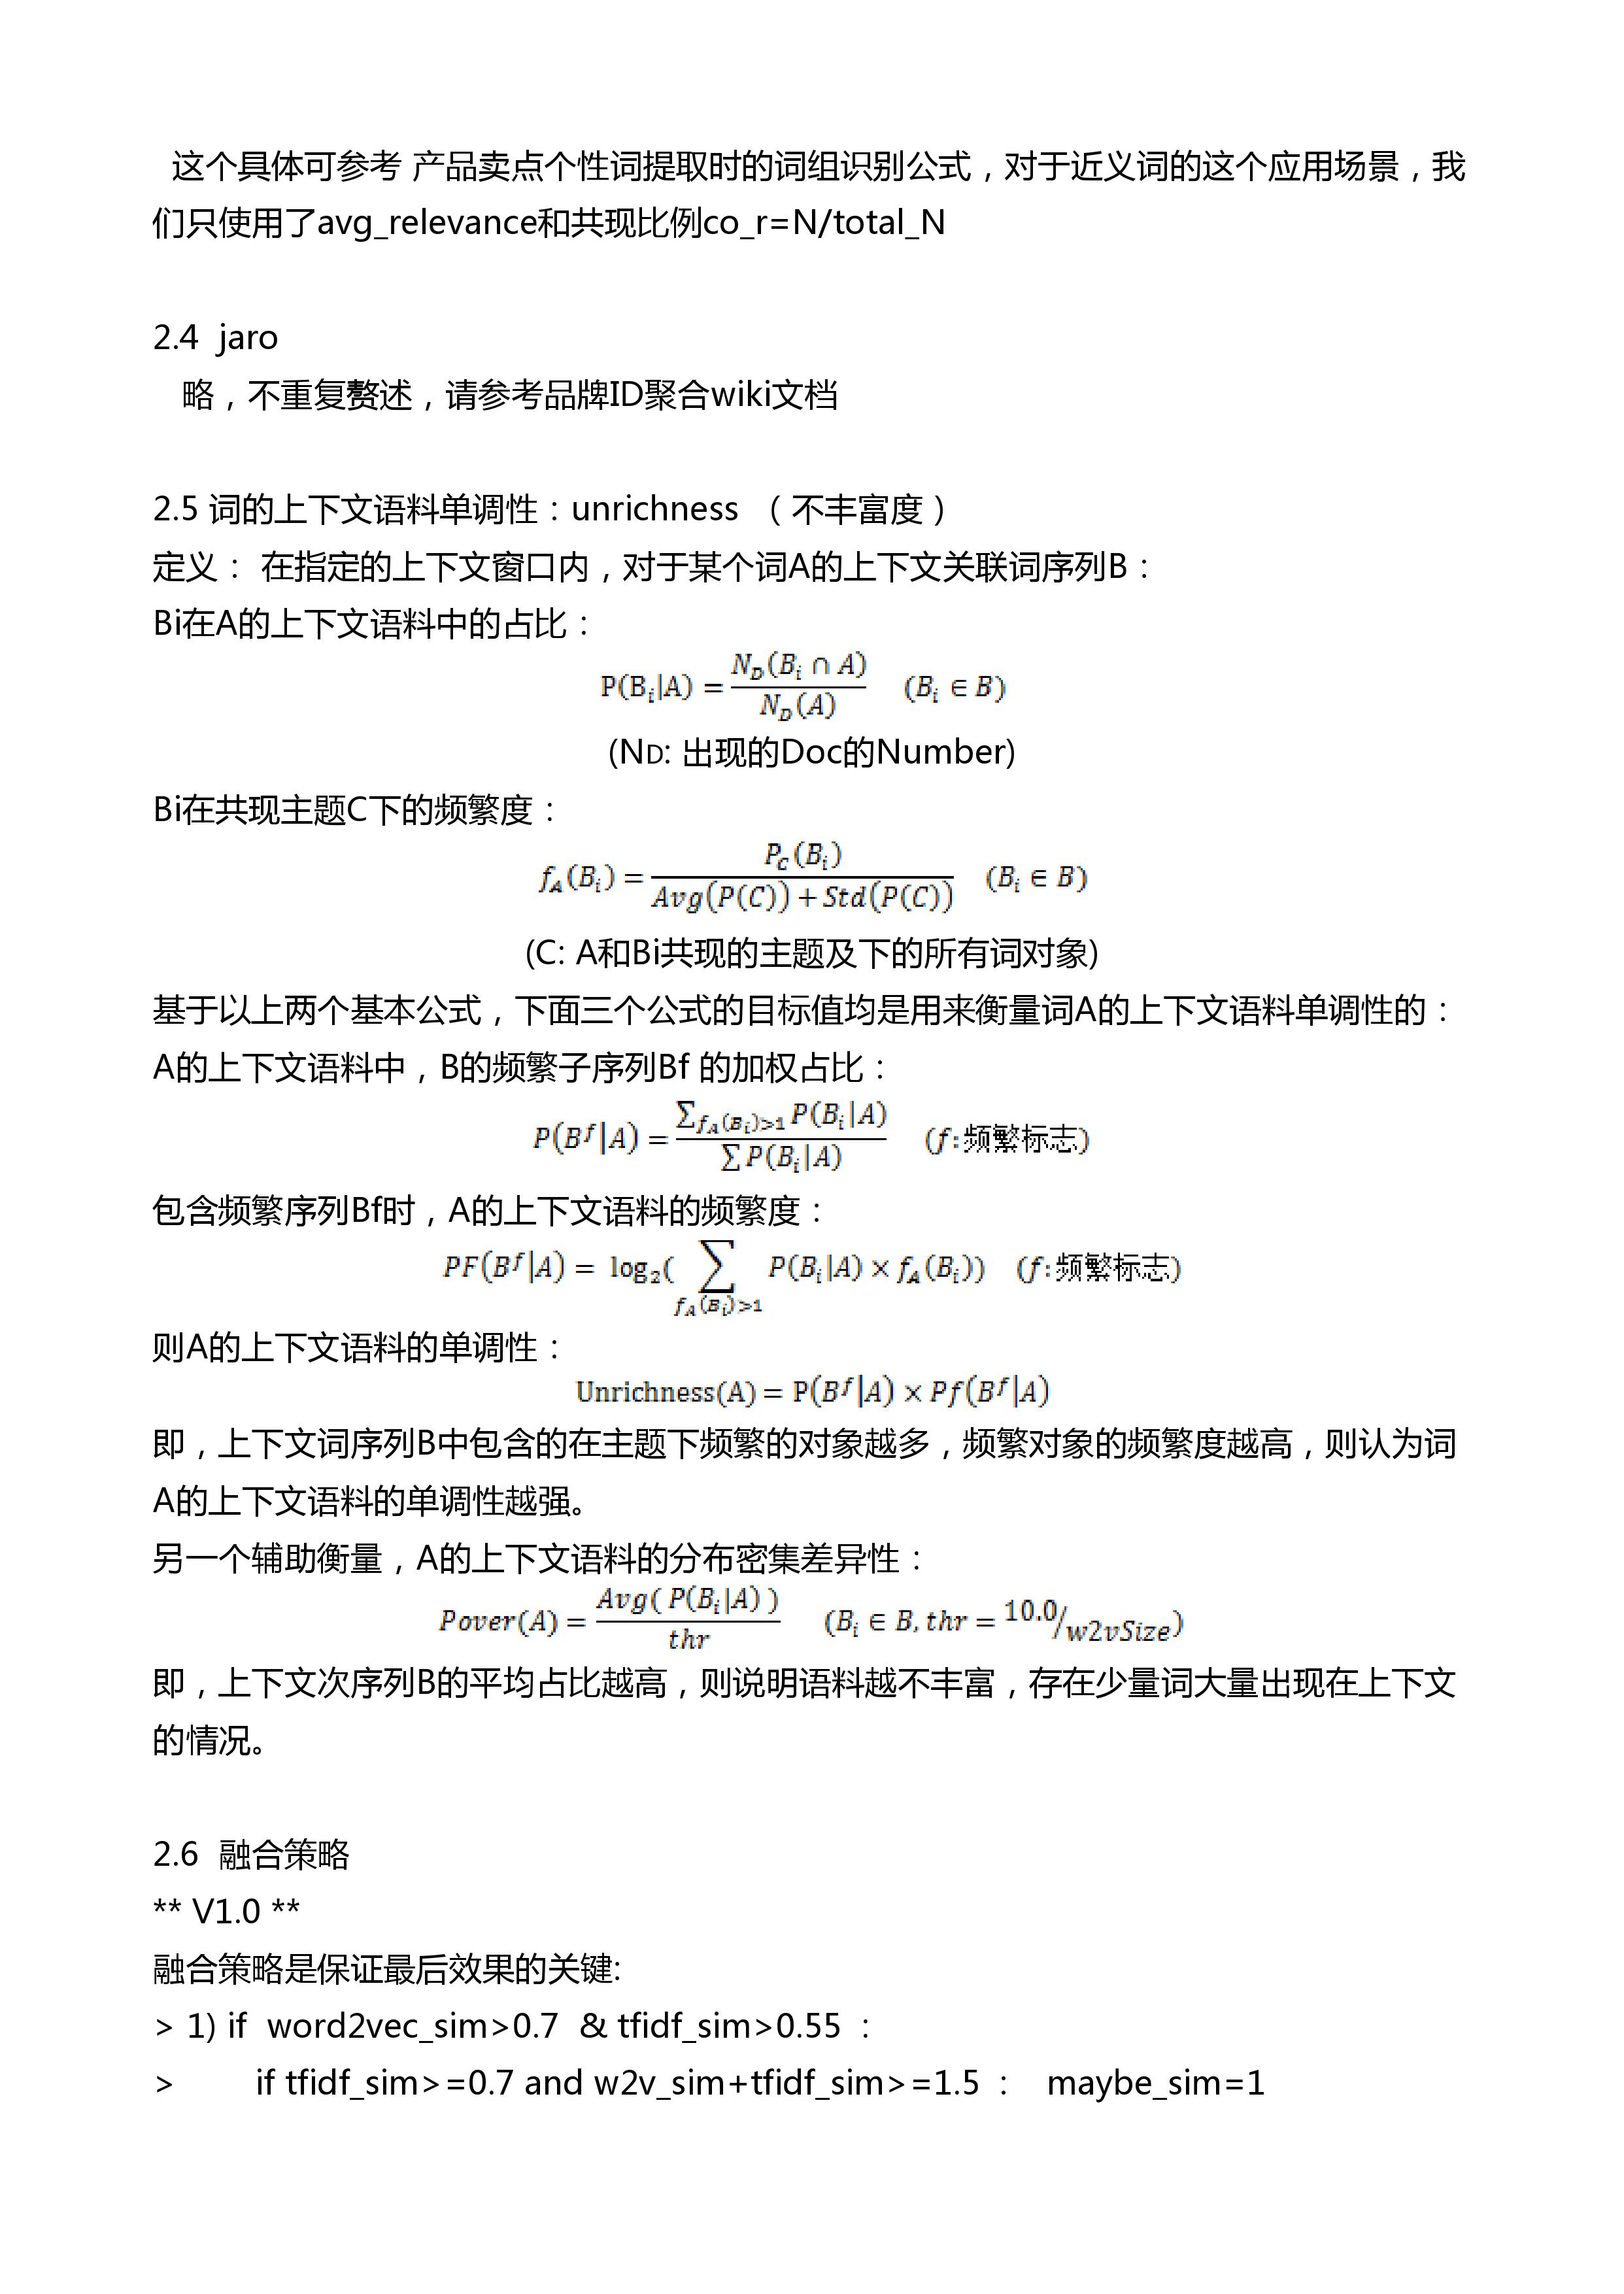 这个具体可参考 产品卖点个性词提取时的词组识别公式，对于近义词的这个应用场景，我
们只使用了avg_relevance和共现比例co_r=N/total_N
2.4 jaro
略，不重复赘述，请参考品牌ID聚合wiki文档
2.5 词的上下文语料单调性：unrichness （不丰富度）
定义： 在指定的上下文窗口内，对于某个词A的上下文关联词序列B：
Bi在A的上下文语料中的占比：
P(B_i|A) = N_D(B_i ∩ A) / N_D(A) (B_i ∈ B)
(ND: 出现的Doc的Number)
Bi在共现主题C下的频繁度：
f_A(B_i) = P_C(B_i) / (Avg(P(C)) + Std(P(C))) (B_i ∈ B)
(C: A和Bi共现的主题及下的所有词对象)
基于以上两个基本公式，下面三个公式的目标值均是用来衡量词A的上下文语料单调性的：
A的上下文语料中，B的频繁子序列Bf 的加权占比：
P(B^f|A) = ∑_{f_A(B_i)>1} P(B_i|A) / ∑ P(B_i|A) (f:频繁标志)
包含频繁序列Bf时，A的上下文语料的频繁度：
PF(B^f|A) = log_2( ∑_{f_A(B_i)>1} P(B_i|A) × f_A(B_i)) (f:频繁标志)
则A的上下文语料的单调性：
Unrichness(A) = P(B^f|A) × Pf(B^f|A)
即，上下文词序列B中包含的在主题下频繁的对象越多，频繁对象的频繁度越高，则认为词
A的上下文语料的单调性越强。
另一个辅助衡量，A的上下文语料的分布密集差异性：
Pover(A) = Avg( P(B_i|A) ) / thr (B_i ∈ B, thr = 10.0/w2vSize)
即，上下文次序列B的平均占比越高，则说明语料越不丰富，存在少量词大量出现在上下文
的情况。
2.6 融合策略
** V1.0 **
融合策略是保证最后效果的关键:
> 1) if word2vec_sim>0.7 & tfidf_sim>0.55 :
> if tfidf_sim>=0.7 and w2v_sim+tfidf_sim>=1.5 : maybe_sim=1